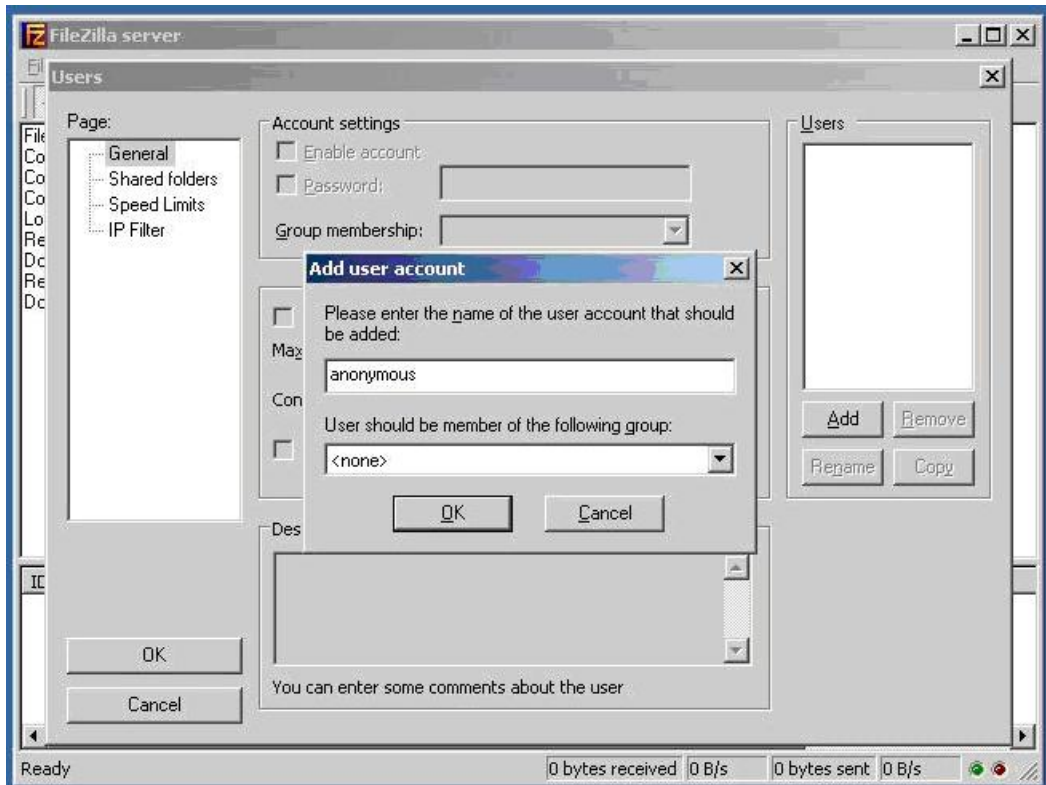 FileZilla server
Users
Page:
General
Shared folders
Speed Limits
IP Filter
Account settings
Enable account
Password:
Group membership:
Users
Add user account
Please enter the name of the user account that should
be added:
anonymous
User should be member of the following group:
<none>
OK
Cancel
Add
Remove
Rename
Copy
OK
Cancel
You can enter some comments about the user
Ready
0 bytes received
0 B/s
0 bytes sent
0 B/s